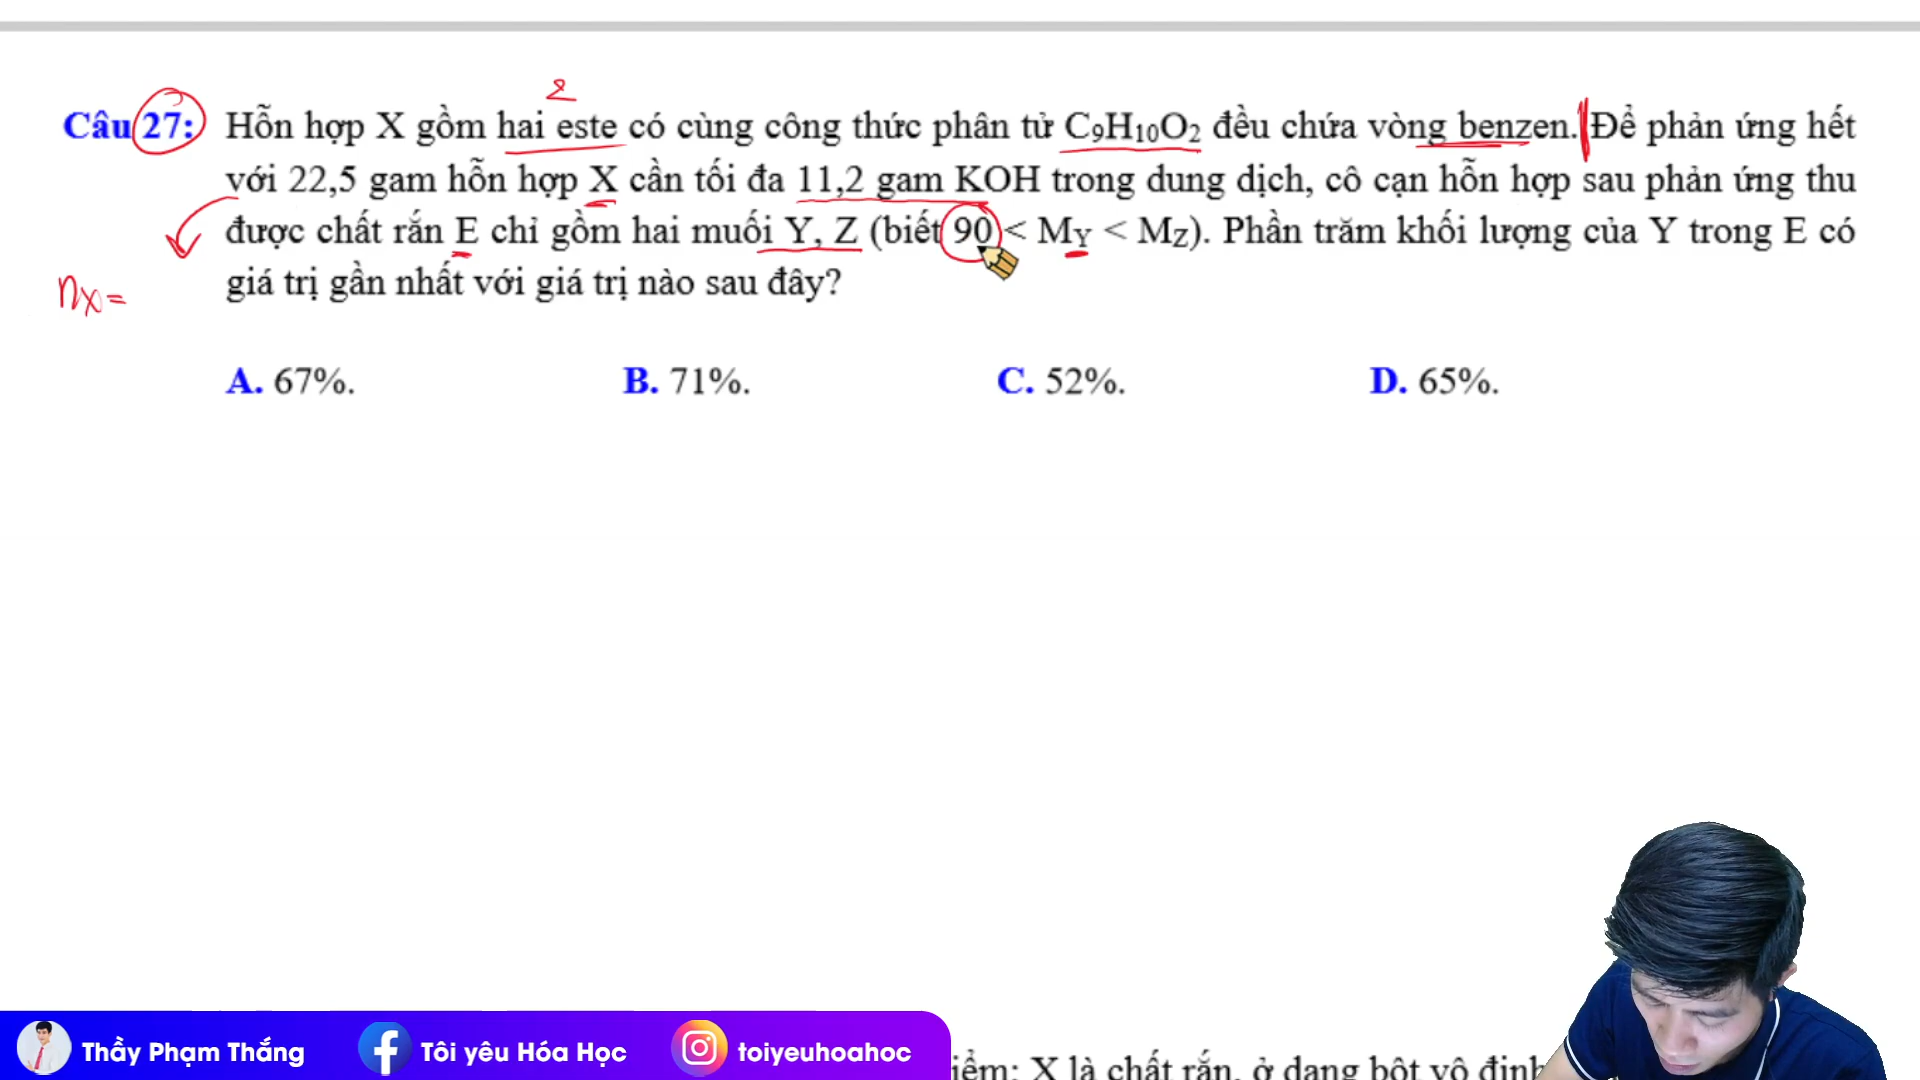 2
Câu 27: Hỗn hợp X gồm hai este có cùng công thức phân tử C₉H₁₀O₂ đều chứa vòng benzen. Để phản ứng hết
với 22,5 gam hỗn hợp X cần tối đa 11,2 gam KOH trong dung dịch, cô cạn hỗn hợp sau phản ứng thu
được chất rắn E chỉ gồm hai muối Y, Z (biết 90 < M_Y < M_Z). Phần trăm khối lượng của Y trong E có
giá trị gần nhất với giá trị nào sau đây?
n_X =
A. 67%. B. 71%. C. 52%. D. 65%.
Thầy Phạm Thắng Tôi yêu Hóa Học toiyeuhoahoc
iểm: X là chất rắn, ở dạng bột vô định